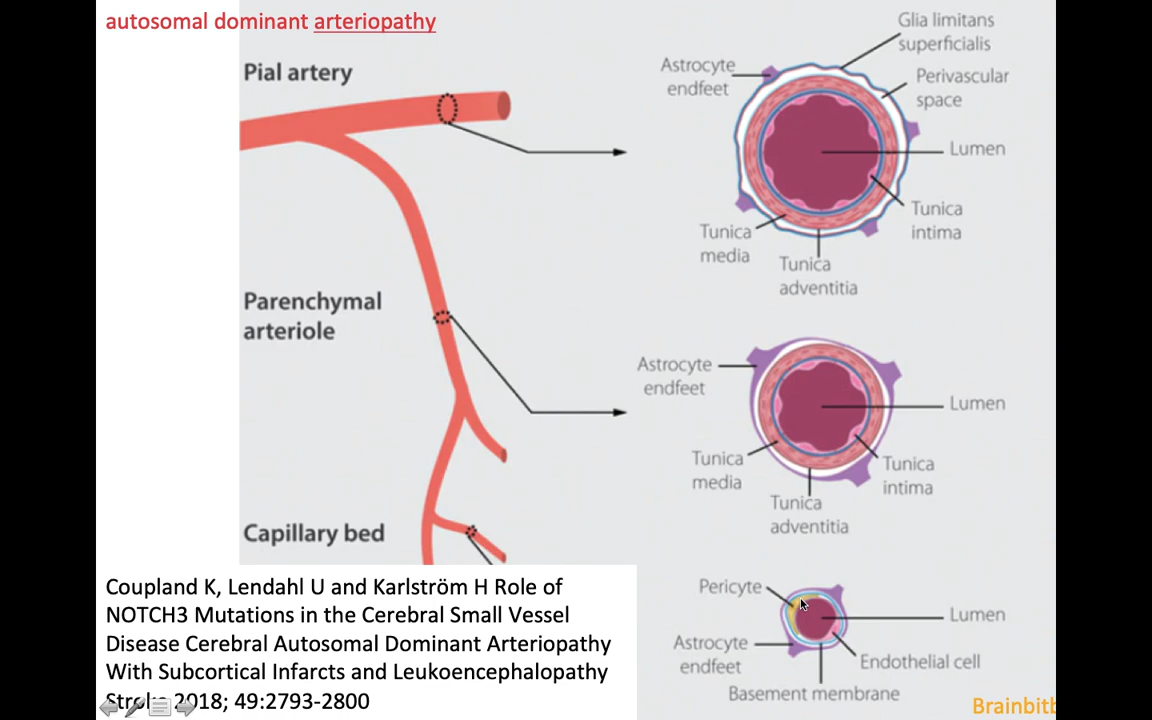 autosomal dominant arteriopathy
Pial artery
Astrocyte
endfeet
Glia limitans
superficialis
Perivascular
space
Lumen
Tunica
intima
Tunica
media
Tunica
adventitia
Parenchymal
arteriole
Astrocyte
endfeet
Lumen
Tunica
media
Tunica
intima
Tunica
adventitia
Capillary bed
Pericyte
Lumen
Astrocyte
endfeet
Endothelial cell
Basement membrane
Coupland K, Lendahl U and Karlström H Role of
NOTCH3 Mutations in the Cerebral Small Vessel
Disease Cerebral Autosomal Dominant Arteriopathy
With Subcortical Infarcts and Leukoencephalopathy
Stroke 2018; 49:2793-2800
Brainbitb